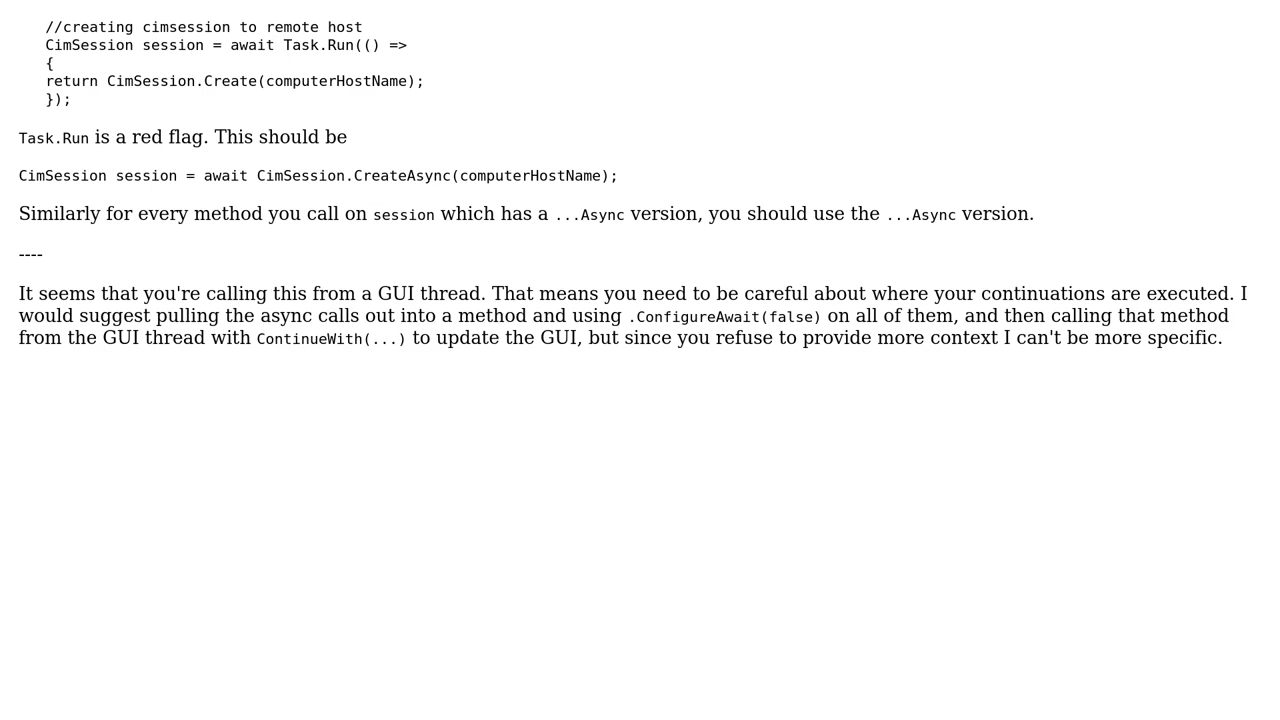 //creating cimsession to remote host
CimSession session = await Task.Run(() =>
{
return CimSession.Create(computerHostName);
});
Task.Run is a red flag. This should be
CimSession session = await CimSession.CreateAsync(computerHostName);
Similarly for every method you call on session which has a ...Async version, you should use the ...Async version.
----
It seems that you're calling this from a GUI thread. That means you need to be careful about where your continuations are executed. I
would suggest pulling the async calls out into a method and using .ConfigureAwait(false) on all of them, and then calling that method
from the GUI thread with ContinueWith(...) to update the GUI, but since you refuse to provide more context I can't be more specific.